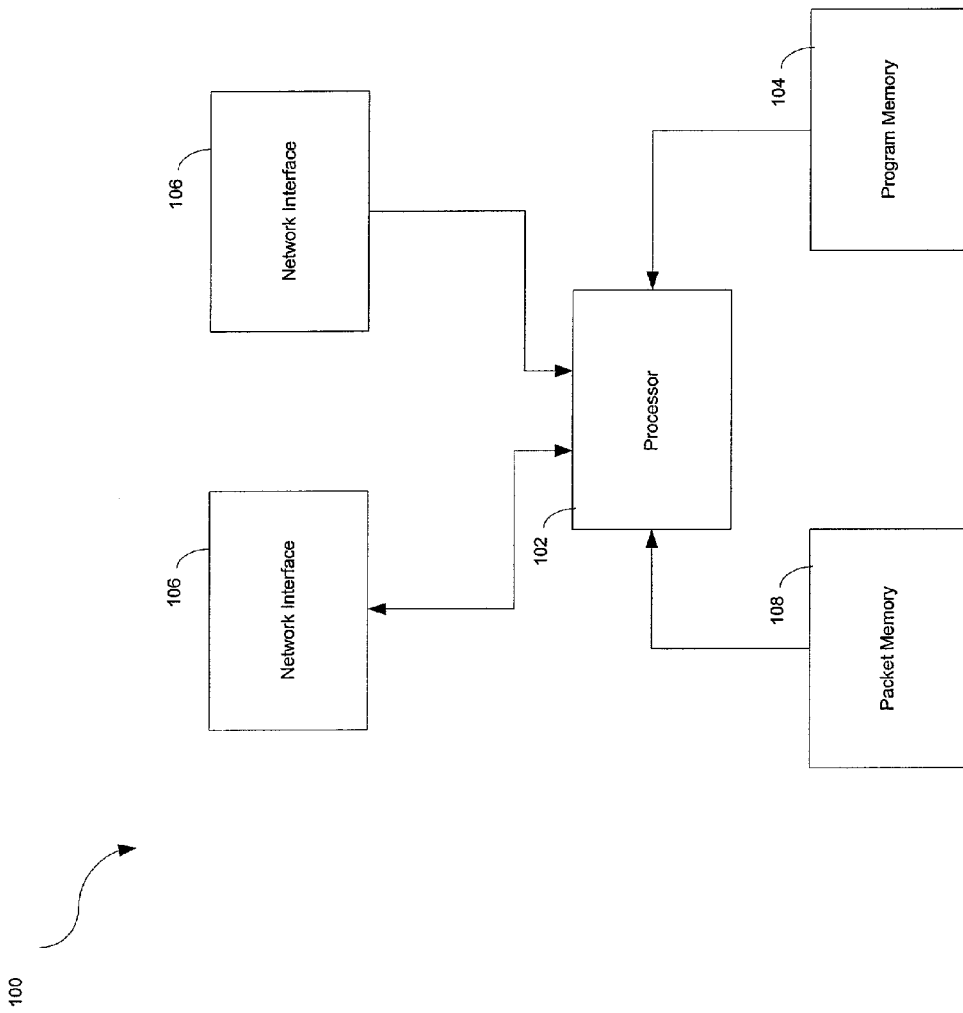 100
106
Network Interface
106
Network Interface
102
Processor
108
Packet Memory
104
Program Memory